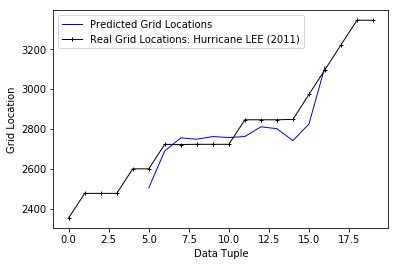 Predicted Grid Locations
Real Grid Locations: Hurricane LEE (2011)
3200
3000
2800
2600
2400
Grid Location
0.0 2.5 5.0 7.5 10.0 12.5 15.0 17.5
Data Tuple